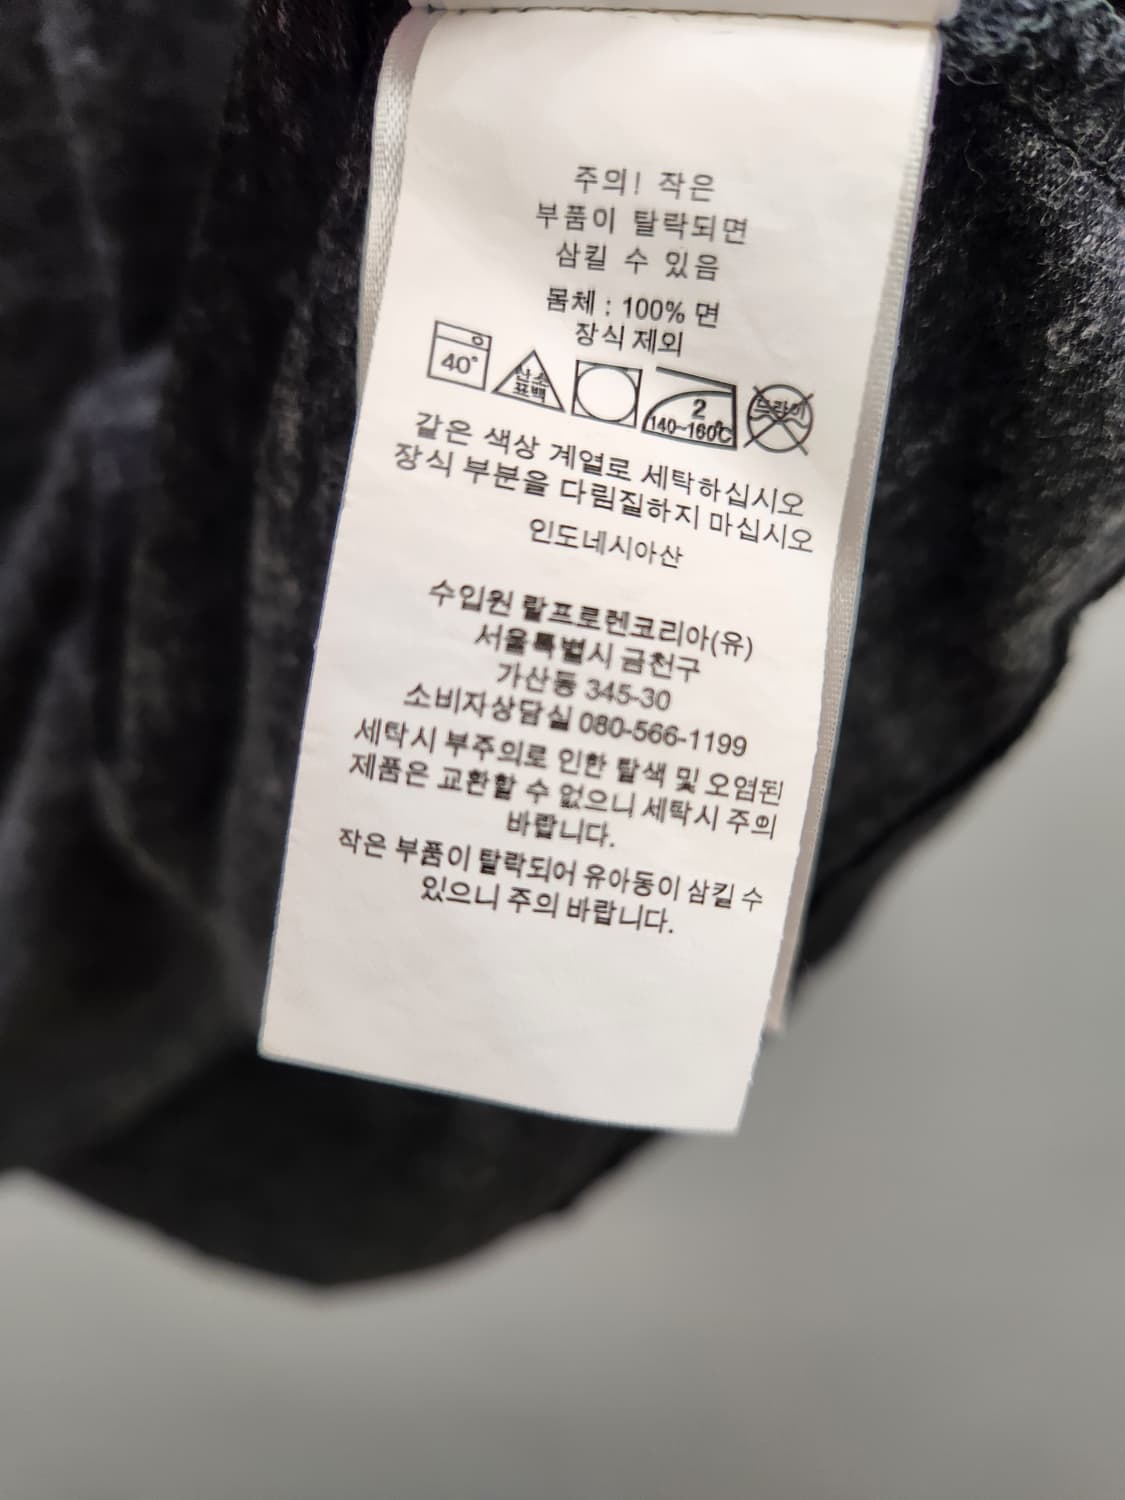 주의! 작은
부품이 탈락되면
삼킬 수 있음
몸체 : 100% 면
장식 제외
40°
산소
표백
2
140~160℃
드라이
같은 색상 계열로 세탁하십시오
장식 부분을 다림질하지 마십시오
인도네시아산
수입원 랄프로렌코리아(유)
서울특별시 금천구
가산동 345-30
소비자상담실 080-566-1199
세탁시 부주의로 인한 탈색 및 오염된
제품은 교환할 수 없으니 세탁시 주의
바랍니다.
작은 부품이 탈락되어 유아동이 삼킬 수
있으니 주의 바랍니다.